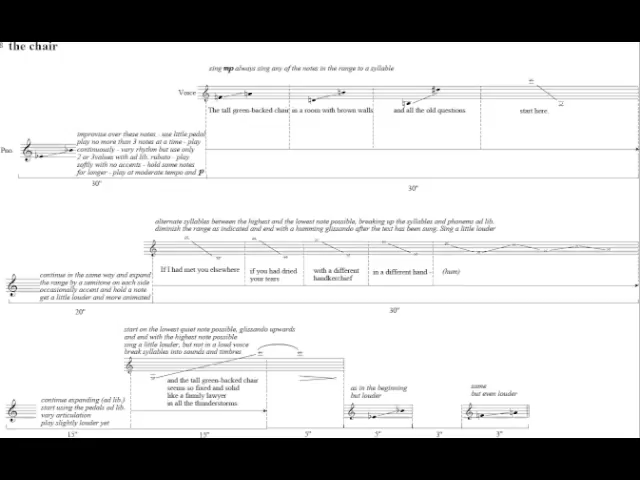 8 the chair
sing mp always sing any of the notes in the range to a syllable
Voice
The tall green-backed chair in a room with brown walls and all the old questions start here.
improvise over these notes - use little pedal
play no more than 3 notes at a time - play
continuously - vary rhythm but use only
2 or 3 values with ad lib. rubato - play
softly with no accents - hold some notes
for longer - play at moderate tempo and p
Pno.
30" 30"
alternate syllables between the highest and the lowest note possible, breaking up the syllables and phonems ad lib.
diminish the range as indicated and end with a humming glissando after the text has been sung. Sing a little louder
If I had met you elsewhere if you had dried with a different in a different hand - (hum)
your tears handkerchief
continue in the same way and expand
the range by a semitone on each side
occasionally accent and hold a note
get a little louder and more animated
20" 30"
start on the lowest quiet note possible, glissando upwards
and end with the highest note possible
sing a little louder, but not in a loud voice
break syllables into sounds and timbres
and the tall green-backed chair
seems so fixed and solid
like a family lawyer
in all the thunderstorms
continue expanding (ad lib.)
start using the pedals ad lib.
vary articulation
play slightly louder yet
as in the beginning
but louder
same
but even louder
15" 15" 5" 5" 3" 3"